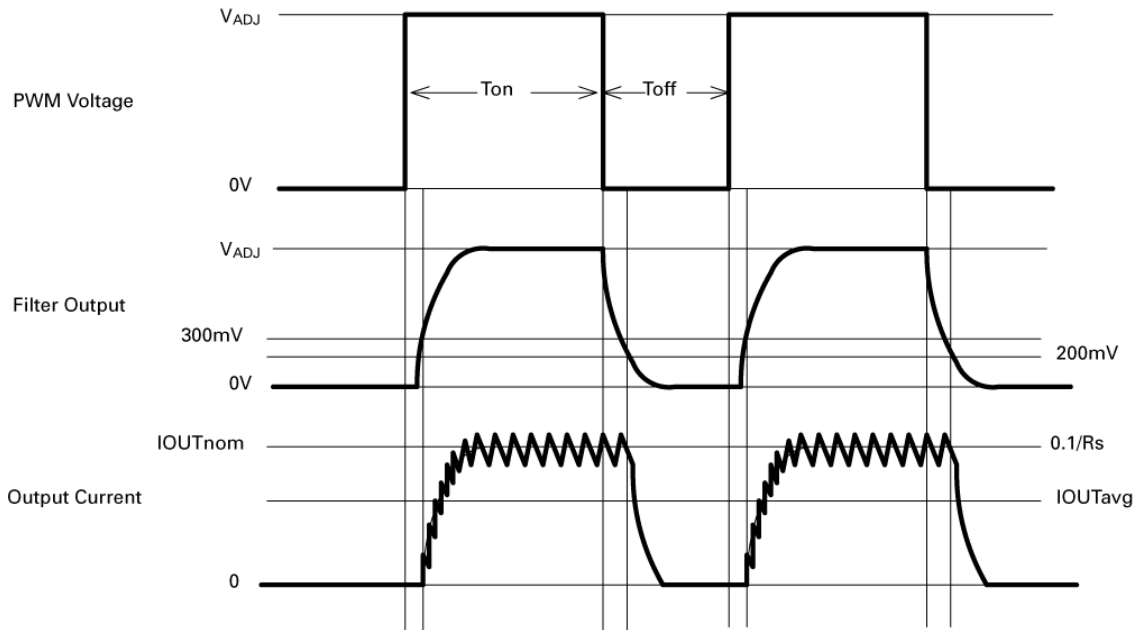 VADJ
Ton
Toff
PWM Voltage
0V
VADJ
Filter Output
300mV
200mV
0V
IOUTnom
0.1/Rs
Output Current
IOUTavg
0